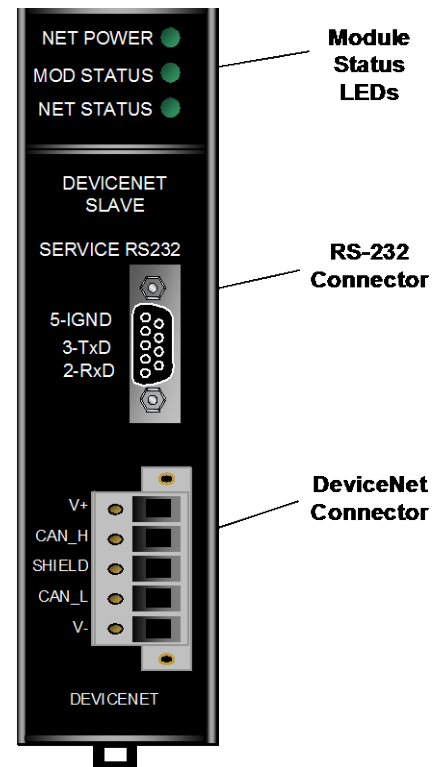 NET POWER
MOD STATUS
NET STATUS
Module
Status
LEDs
DEVICENET
SLAVE
SERVICE RS232
RS-232
Connector
5-IGND
3-TxD
2-RxD
DeviceNet
Connector
V+
CAN_H
SHIELD
CAN_L
V-
DEVICENET